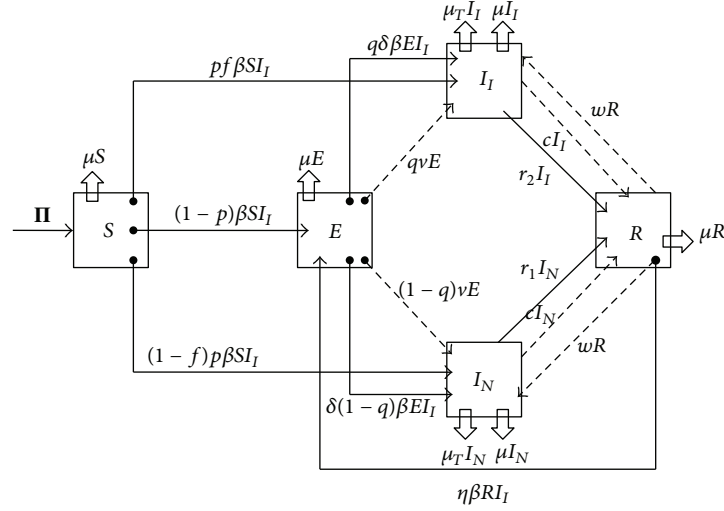 μ_T I_I
μI_I
qδβEI_I
pfβSI_I
I_I
wR
cI_I
μS
μE
qνE
r_2 I_I
Π
S
(1 − p)βSI_I
E
R
μR
(1 − q)νE
r_1 I_N
cI_N
wR
(1 − f)pβSI_I
I_N
δ(1 − q)βEI_I
μ_T I_N
μI_N
ηβRI_I